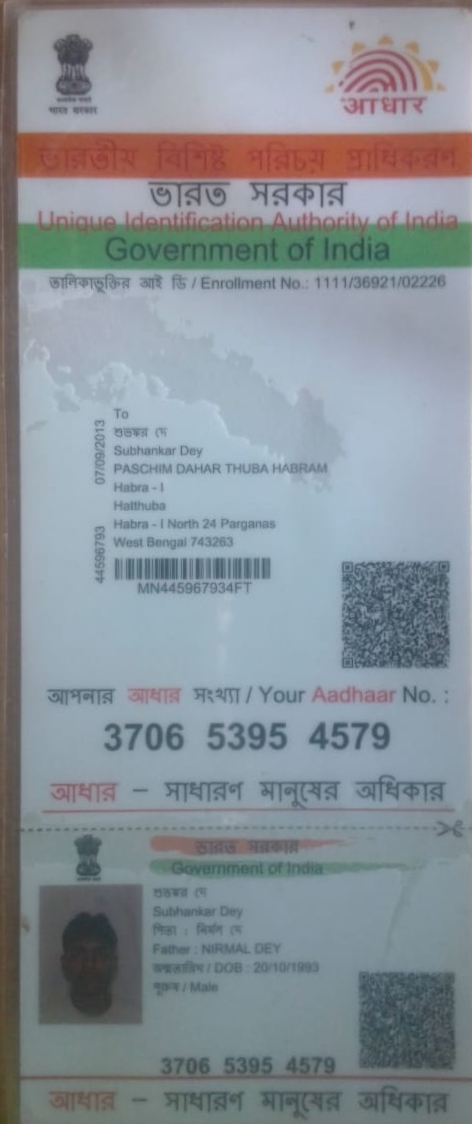 भारत सरकार
आधार
ভারতীয় বিশিষ্ট পরিচয় প্রাধিকরণ
ভারত সরকার
Unique Identification Authority of India
Government of India
তালিকাভুক্তির আই ডি / Enrollment No.: 1111/36921/02226
To
শুভঙ্কর দে
Subhankar Dey
PASCHIM DAHAR THUBA HABRAM
Habra - I
Hatthuba
Habra - I North 24 Parganas
West Bengal 743263
07/09/2013
44596793
MN445967934FT
আপনার আধার সংখ্যা / Your Aadhaar No. :
3706 5395 4579
আধার – সাধারণ মানুষের অধিকার
ভারত সরকার
Government of India
শুভঙ্কর দে
Subhankar Dey
পিতা : নির্মল দে
Father : NIRMAL DEY
জন্মতারিখ / DOB : 20/10/1993
পুরুষ / Male
3706 5395 4579
আধার – সাধারণ মানুষের অধিকার